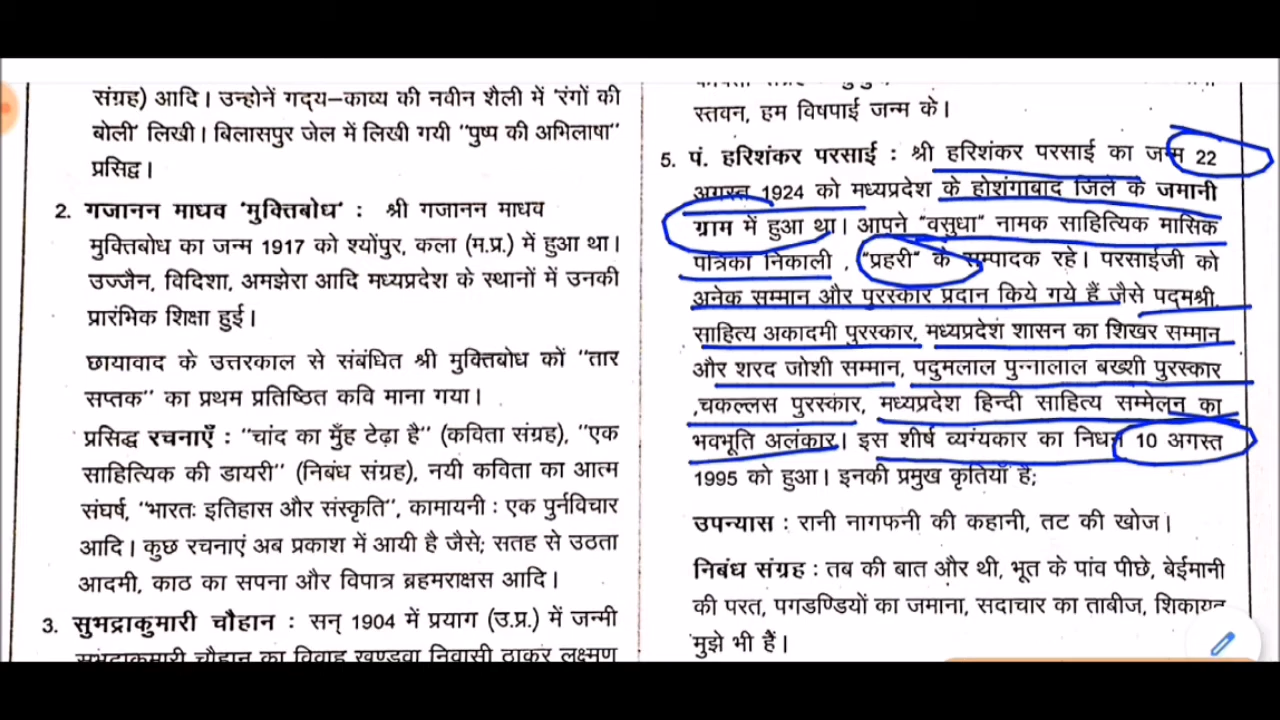 संग्रह) आदि। उन्होनें गद्य–काव्य की नवीन शैली में 'रंगों की
बोली' लिखी। बिलासपुर जेल में लिखी गयी "पुष्प की अभिलाषा"
प्रसिद्व।
2. गजानन माधव 'मुक्तिबोध' : श्री गजानन माधव
मुक्तिबोध का जन्म 1917 को श्योंपुर, कला (म.प्र.) में हुआ था।
उज्जैन, विदिशा, अमझेरा आदि मध्यप्रदेश के स्थानों में उनकी
प्रारंभिक शिक्षा हुई।
छायावाद के उत्तरकाल से संबंधित श्री मुक्तिबोध कों "तार
सप्तक" का प्रथम प्रतिष्ठित कवि माना गया।
प्रसिद्ध रचनाएँ : "चांद का मुँह टेढ़ा है" (कविता संग्रह), "एक
साहित्यिक की डायरी" (निबंध संग्रह), नयी कविता का आत्म
संघर्ष, "भारतः इतिहास और संस्कृति", कामायनी : एक पुर्नविचार
आदि। कुछ रचनाएं अब प्रकाश में आयी है जैसे; सतह से उठता
आदमी, काठ का सपना और विपात्र ब्रहमराक्षस आदि।
3. सुभद्राकुमारी चौहान : सन् 1904 में प्रयाग (उ.प्र.) में जन्मी
सुभद्राकुमारी चौहान का विवाह खण्डवा निवासी ठाकुर लक्ष्मण
स्तवन, हम विषपाई जन्म के।
5. पं. हरिशंकर परसाई : श्री हरिशंकर परसाई का जन्म 22
अगस्त 1924 को मध्यप्रदेश के होशंगाबाद जिले के जमानी
ग्राम में हुआ था। आपने "वसुधा" नामक साहित्यिक मासिक
पत्रिका निकाली , "प्रहरी" के सम्पादक रहे। परसाईजी को
अनेक सम्मान और पुरस्कार प्रदान किये गये हैं जैसे पद्मश्री,
साहित्य अकादमी पुरस्कार, मध्यप्रदेश शासन का शिखर सम्मान
और शरद जोशी सम्मान, पदुमलाल पुन्नालाल बख्शी पुरस्कार
,चकल्लस पुरस्कार, मध्यप्रदेश हिन्दी साहित्य सम्मेलन का
भवभूति अलंकार। इस शीर्ष व्यंग्यकार का निधन 10 अगस्त
1995 को हुआ। इनकी प्रमुख कृतियाँ है;
उपन्यास : रानी नागफनी की कहानी, तट की खोज।
निबंध संग्रह : तब की बात और थी, भूत के पांव पीछे, बेईमानी
की परत, पगडण्डियों का जमाना, सदाचार का ताबीज, शिकायत
मुझे भी हैं।